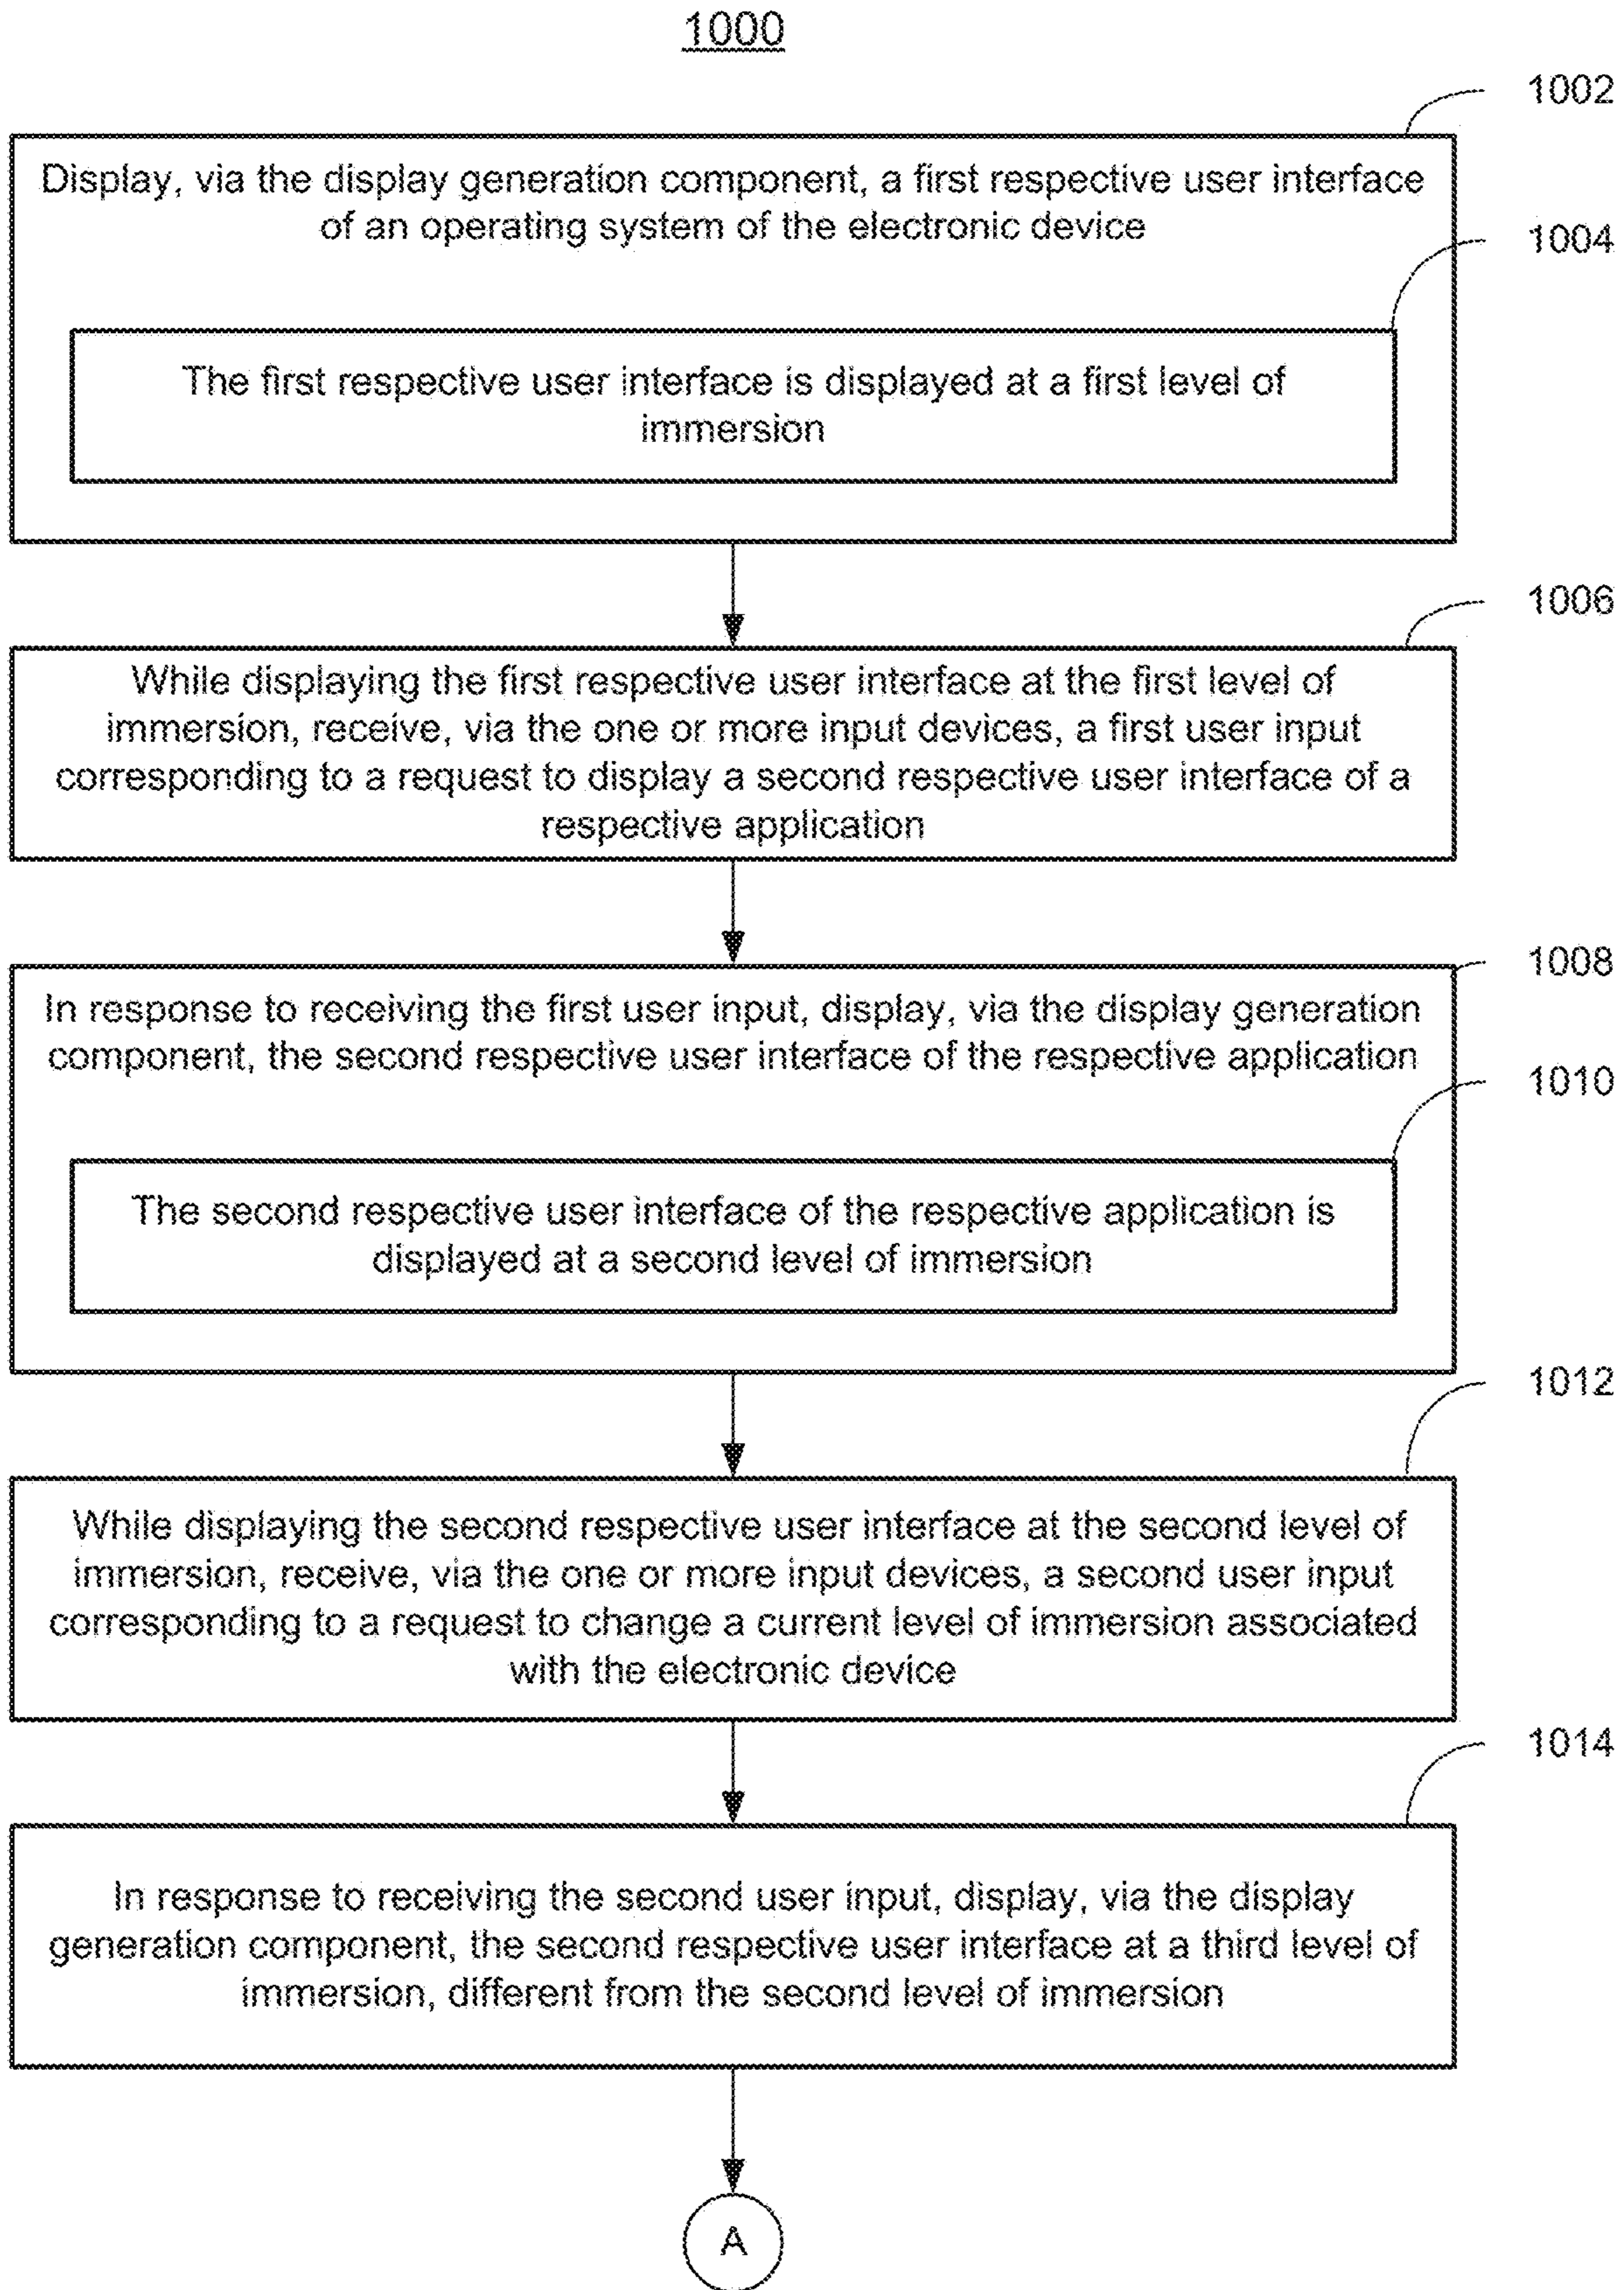 1000
1002
Display, via the display generation component, a first respective user interface
of an operating system of the electronic device
1004
The first respective user interface is displayed at a first level of
immersion
1006
While displaying the first respective user interface at the first level of
immersion, receive, via the one or more input devices, a first user input
corresponding to a request to display a second respective user interface of a
respective application
1008
In response to receiving the first user input, display, via the display generation
component, the second respective user interface of the respective application
1010
The second respective user interface of the respective application is
displayed at a second level of immersion
1012
While displaying the second respective user interface at the second level of
immersion, receive, via the one or more input devices, a second user input
corresponding to a request to change a current level of immersion associated
with the electronic device
1014
In response to receiving the second user input, display, via the display
generation component, the second respective user interface at a third level of
immersion, different from the second level of immersion
A